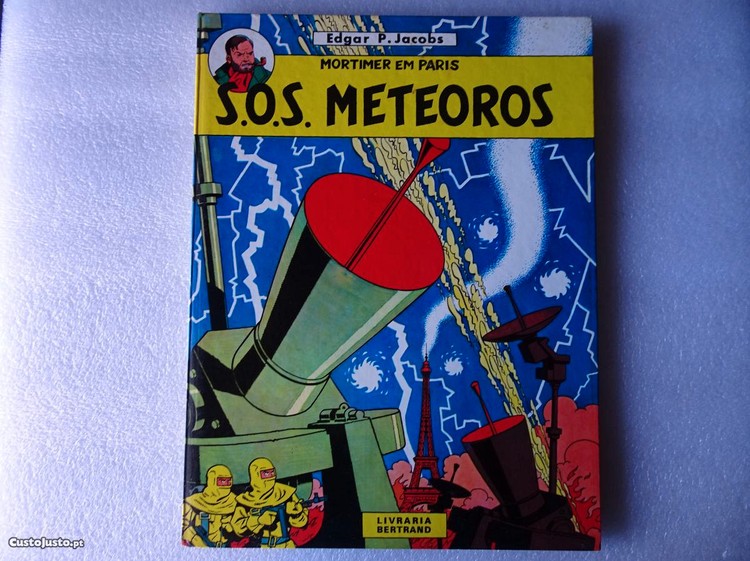 Edgar P. Jacobs
MORTIMER EM PARIS
S.O.S. METEOROS
LIVRARIA
BERTRAND
CustoJusto.pt